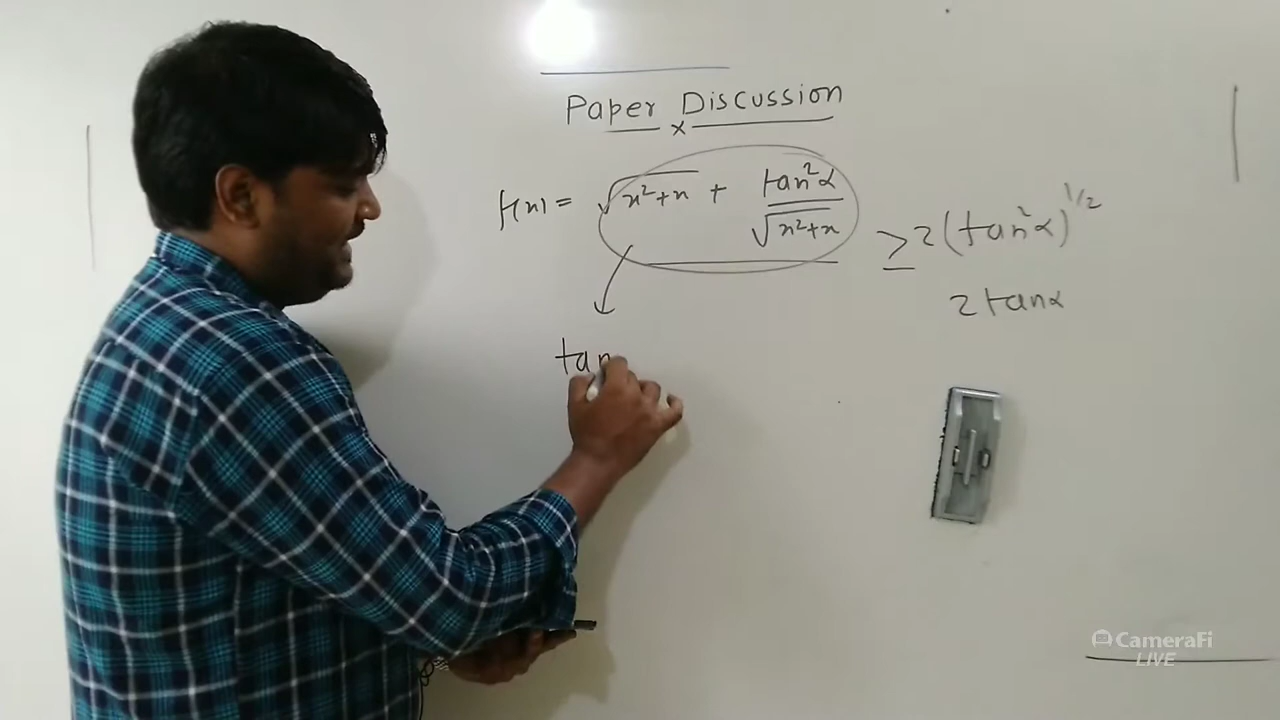 Paper Discussion
x
f(x) = √x²+x + tan²α / √x²+x ≥ 2(tan²α)^1/2
2tanα
tan
CameraFi
LIVE